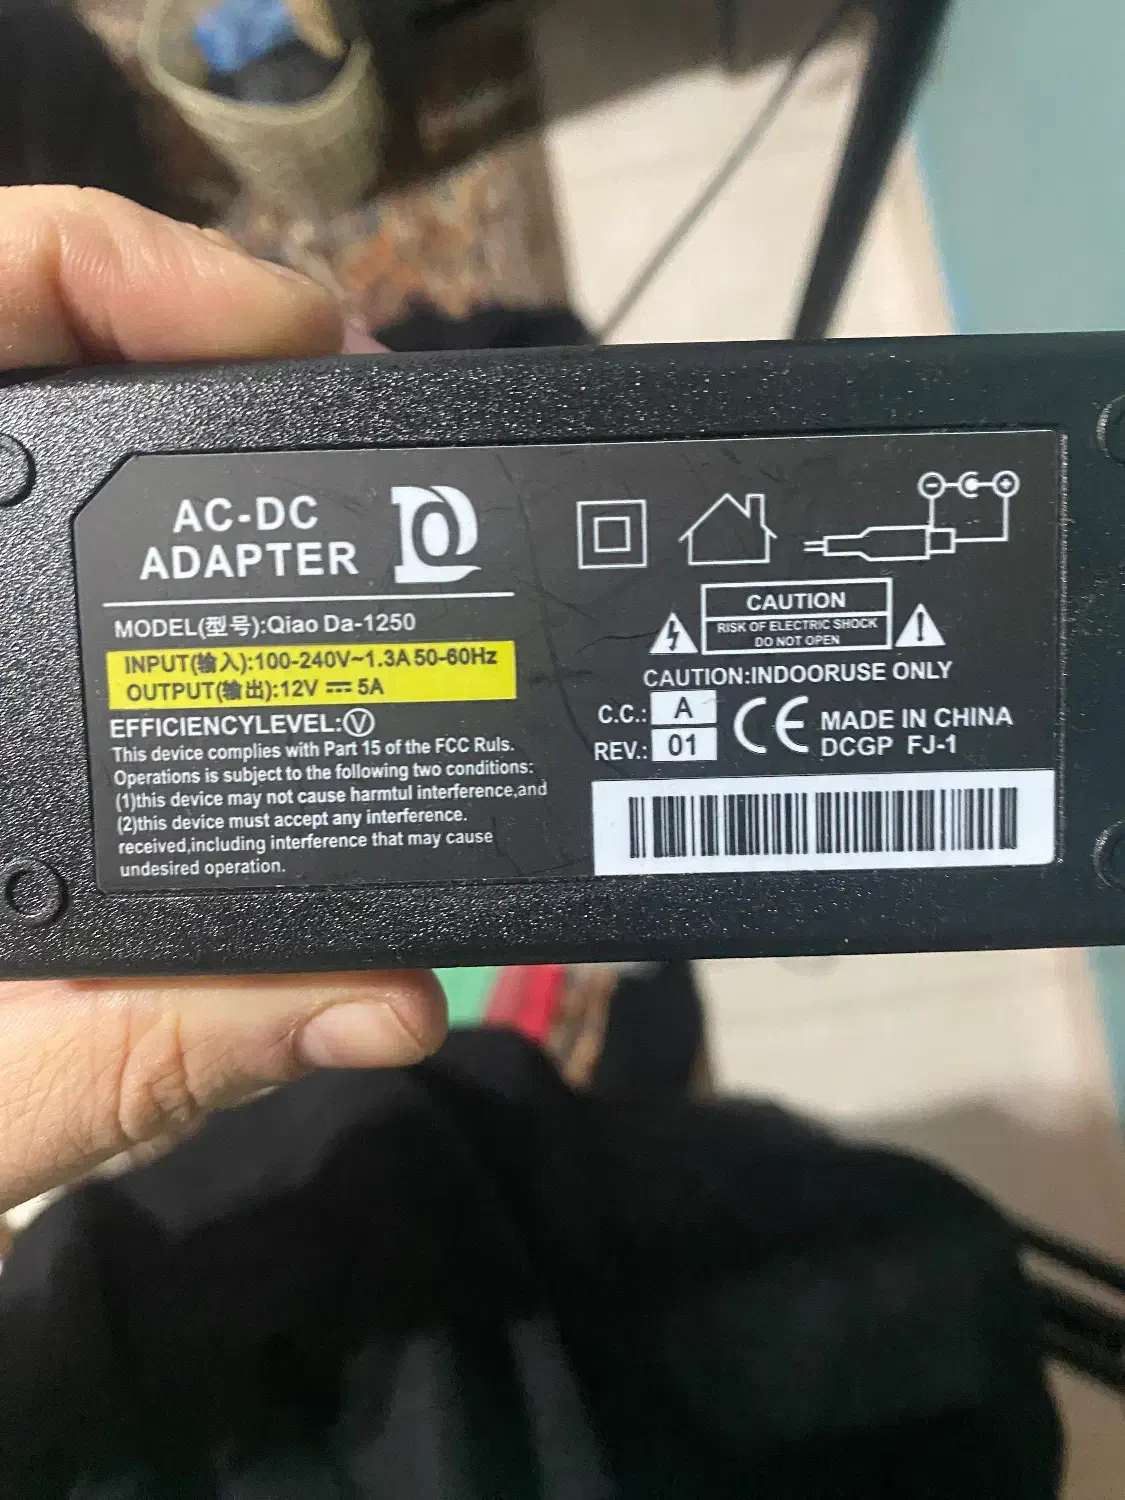 AC-DC
ADAPTER
MODEL(型号):Qiao Da-1250
INPUT(输入):100-240V~1.3A 50-60Hz
OUTPUT(输出):12V ⎓ 5A
EFFICIENCYLEVEL:Ⓥ
This device complies with Part 15 of the FCC Ruls.
Operations is subject to the following two conditions:
(1)this device may not cause harmtul interference,and
(2)this device must accept any interference.
received,including interference that may cause
undesired operation.
CAUTION
RISK OF ELECTRIC SHOCK
DO NOT OPEN
CAUTION:INDOORUSE ONLY
C.C.: A
REV.: 01
CE
MADE IN CHINA
DCGP FJ-1